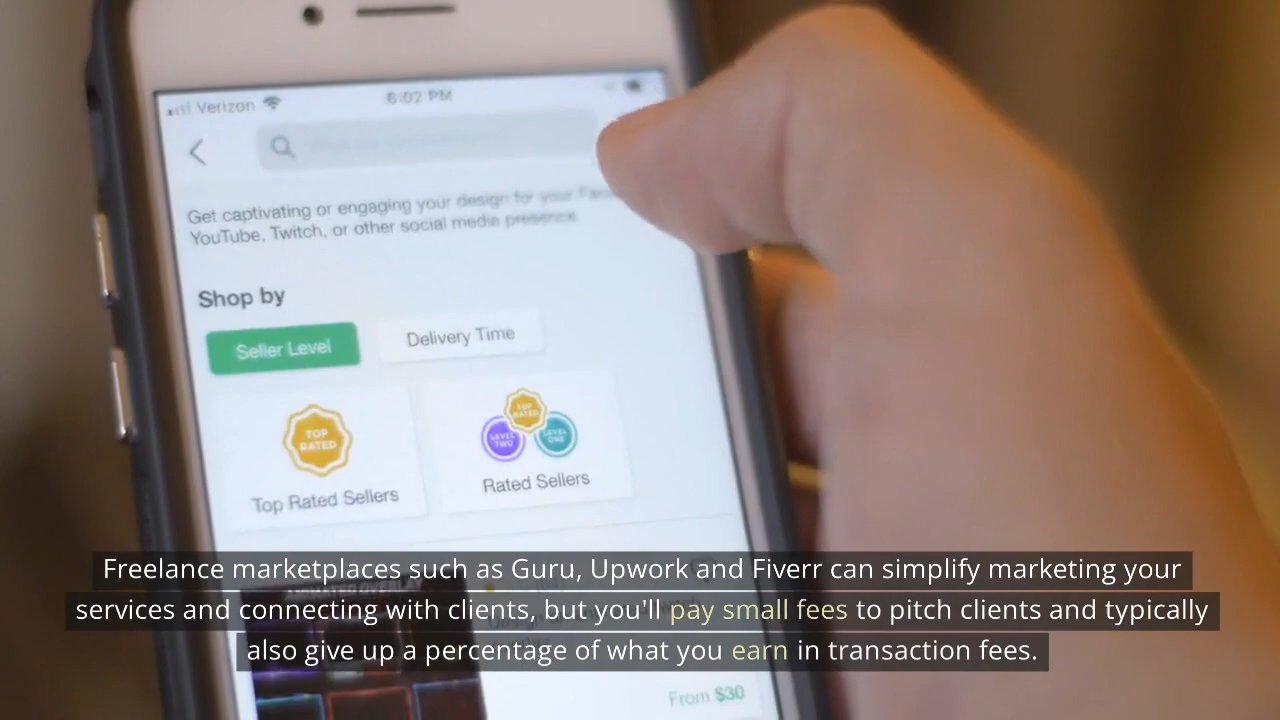 Verizon
6:02 PM
Get captivating or engaging your design for your
YouTube, Twitch, or other social media presence
Shop by
Seller Level
Delivery Time
TOP
RATED
TOP
RATED
LEVEL
TWO
LEVEL
ONE
Top Rated Sellers
Rated Sellers
Freelance marketplaces such as Guru, Upwork and Fiverr can simplify marketing your
services and connecting with clients, but you'll pay small fees to pitch clients and typically
also give up a percentage of what you earn in transaction fees.
From $30